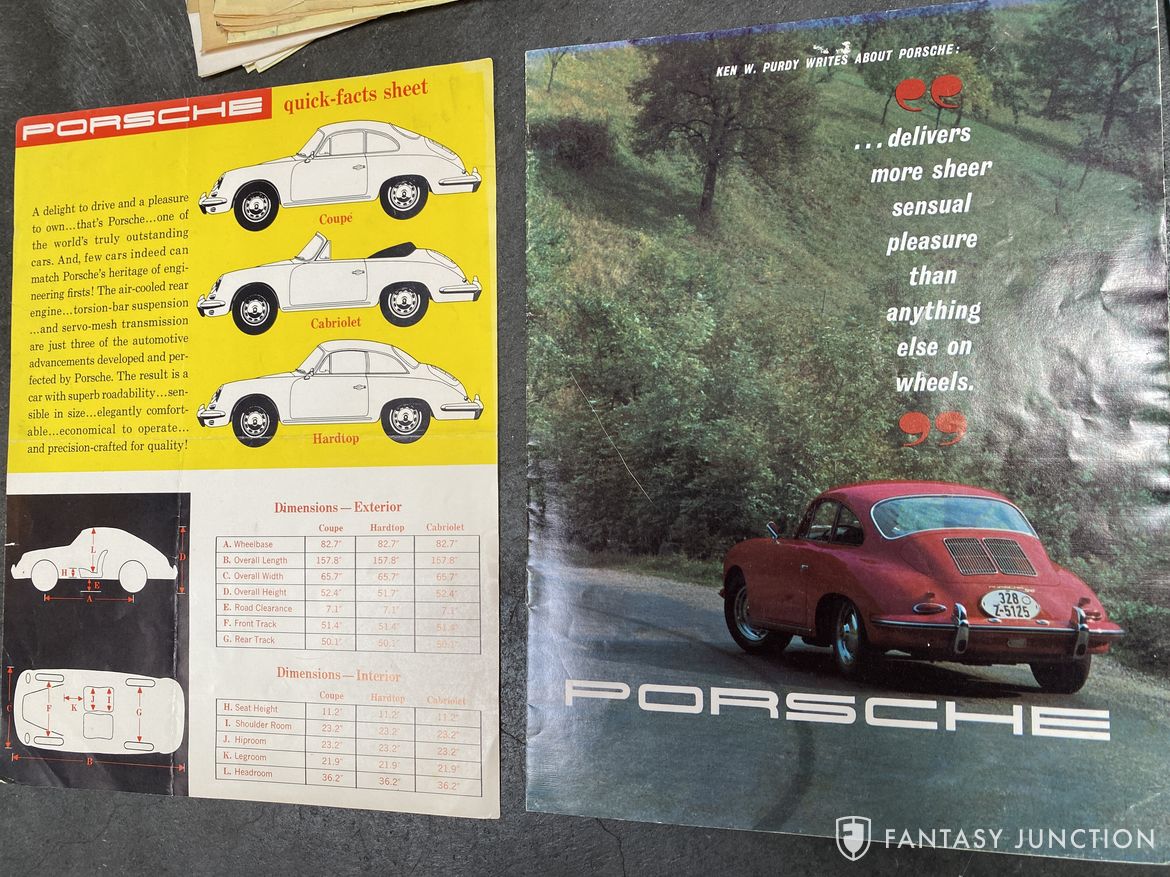 PORSCHE quick-facts sheet
A delight to drive and a pleasure
to own...that's Porsche...one of
the world's truly outstanding
cars. And, few cars indeed can
match Porsche's heritage of engi-
neering firsts! The air-cooled rear
engine...torsion-bar suspension
...and servo-mesh transmission
are just three of the automotive
advancements developed and per-
fected by Porsche. The result is a
car with superb roadability...sen-
sible in size...elegantly comfort-
able...economical to operate...
and precision-crafted for quality!
Coupé
Cabriolet
Hardtop
L
D
H
E
A
C
F
K
J
I
G
B
Dimensions — Exterior
Coupe Hardtop Cabriolet
A. Wheelbase 82.7" 82.7" 82.7"
B. Overall Length 157.8" 157.8" 157.8"
C. Overall Width 65.7" 65.7" 65.7"
D. Overall Height 52.4" 51.7" 52.4"
E. Road Clearance 7.1" 7.1" 7.1"
F. Front Track 51.4" 51.4" 51.4"
G. Rear Track 50.1" 50.1" 50.1"
Dimensions — Interior
Coupe Hardtop Cabriolet
H. Seat Height 11.2" 11.2" 11.2"
I. Shoulder Room 23.2" 23.2" 23.2"
J. Hiproom 23.2" 23.2" 23.2"
K. Legroom 21.9" 21.9" 21.9"
L. Headroom 36.2" 36.2" 36.2"
KEN W. PURDY WRITES ABOUT PORSCHE:
“
...delivers
more sheer
sensual
pleasure
than
anything
else on
wheels.
”
328
Z-5125
PORSCHE
FANTASY JUNCTION